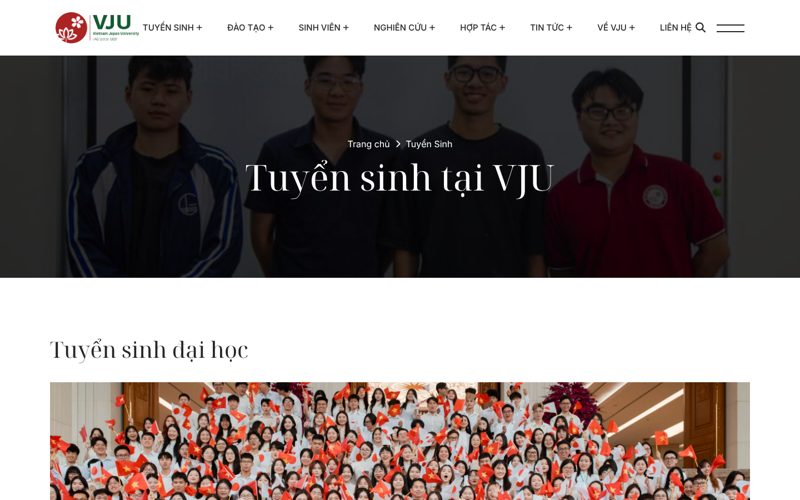 VJU
Vietnam Japan University
TUYỂN SINH +
ĐÀO TẠO +
SINH VIÊN +
NGHIÊN CỨU +
HỢP TÁC +
TIN TỨC +
VỀ VJU +
LIÊN HỆ
Trang chủ > Tuyển Sinh
Tuyển sinh tại VJU
Tuyển sinh đại học